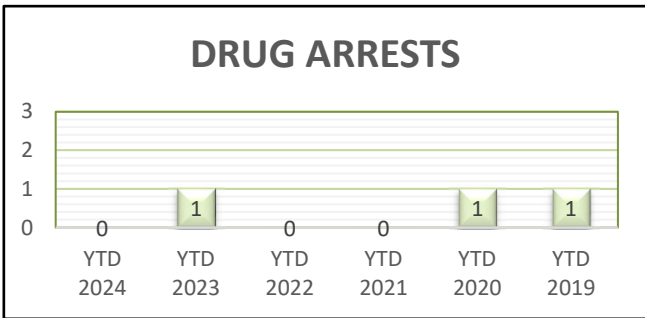 DRUG ARRESTS
3
2
1
0
0 1 0 0 1 1
YTD YTD YTD YTD YTD YTD
2024 2023 2022 2021 2020 2019